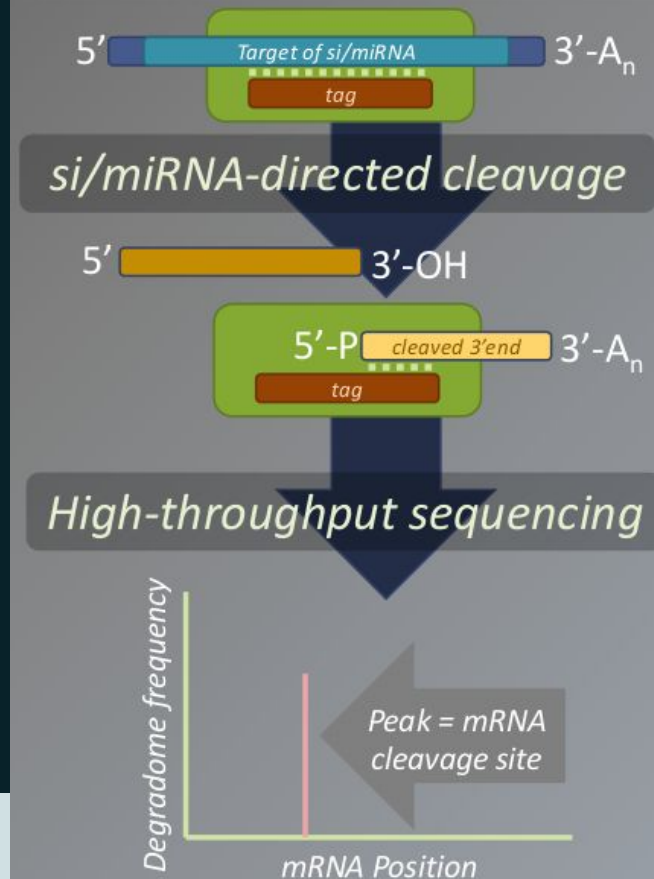 5’ Target of si/miRNA 3’-Aₙ
tag
si/miRNA-directed cleavage
5’ 3’-OH
5’-P cleaved 3’end 3’-Aₙ
tag
High-throughput sequencing
Degradome frequency
Peak = mRNA
cleavage site
mRNA Position